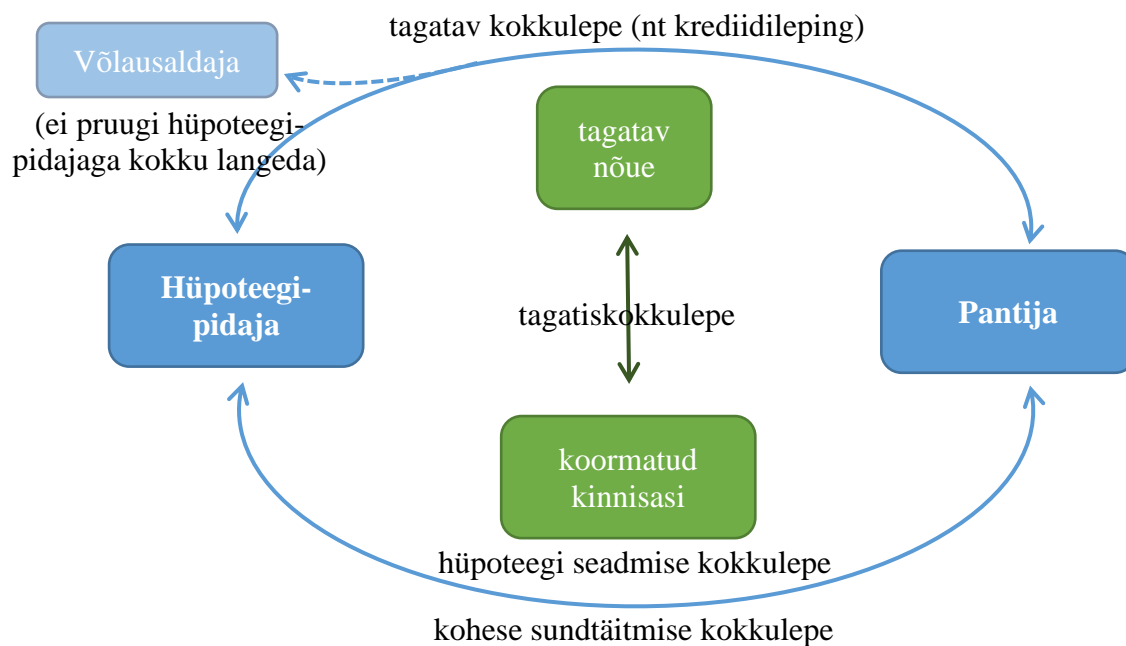 tagatav kokkulepe (nt krediidileping)
Võlausaldaja
(ei pruugi hüpoteegi-
pidajaga kokku langeda)
tagatav
nõue
Hüpoteegi-
pidaja
tagatiskokkulepe
Pantija
koormatud
kinnisasi
hüpoteegi seadmise kokkulepe
kohese sundtäitmise kokkulepe